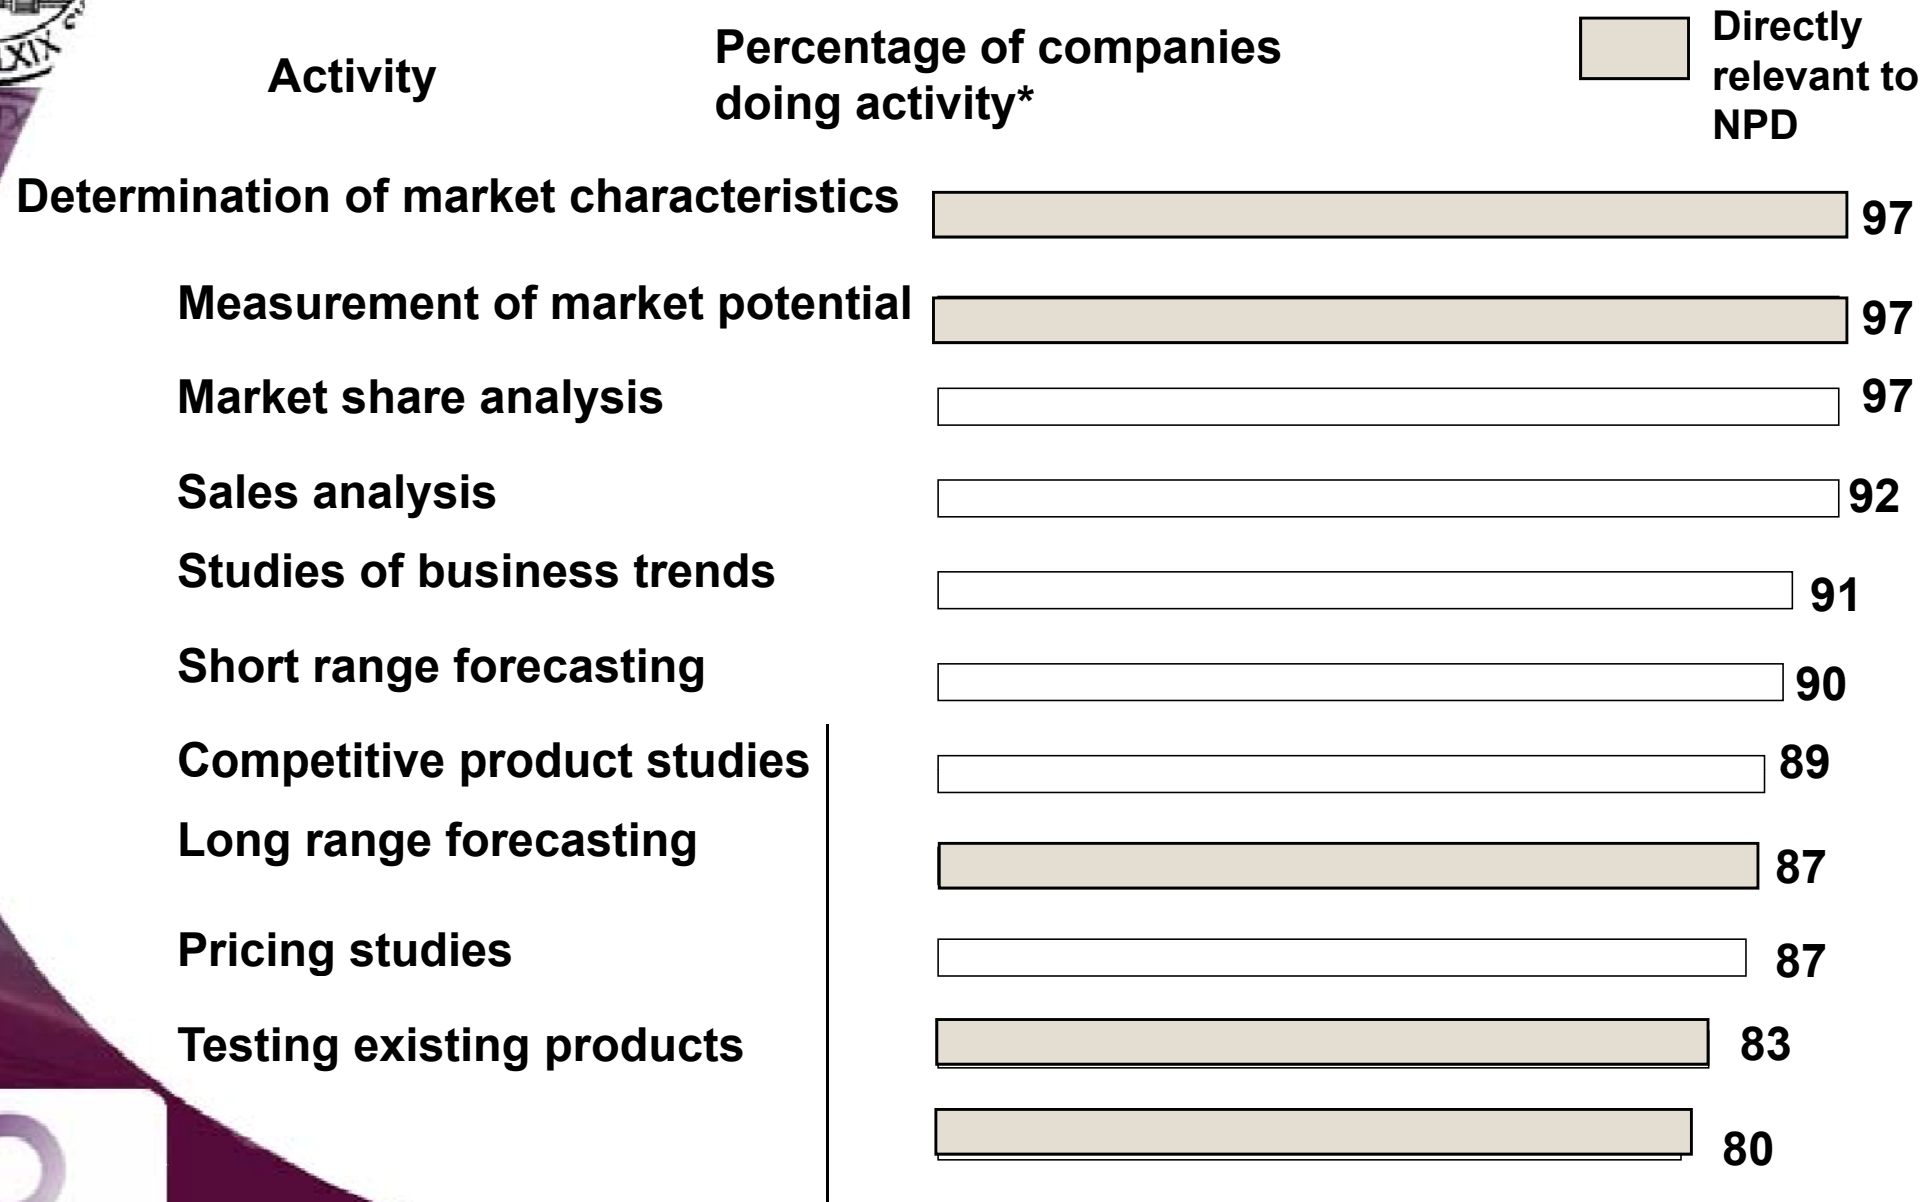 LXIX
Activity
Percentage of companies
doing activity*
Directly
relevant to
NPD
Determination of market characteristics 97
Measurement of market potential 97
Market share analysis 97
Sales analysis 92
Studies of business trends 91
Short range forecasting 90
Competitive product studies 89
Long range forecasting 87
Pricing studies 87
Testing existing products 83
80